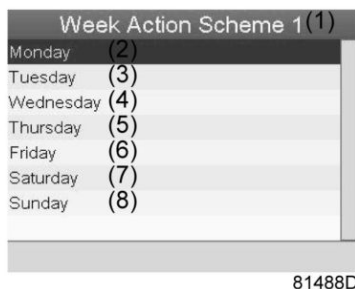 Week Action Scheme 1(1)
Monday (2)
Tuesday (3)
Wednesday (4)
Thursday (5)
Friday (6)
Saturday (7)
Sunday (8)
81488D